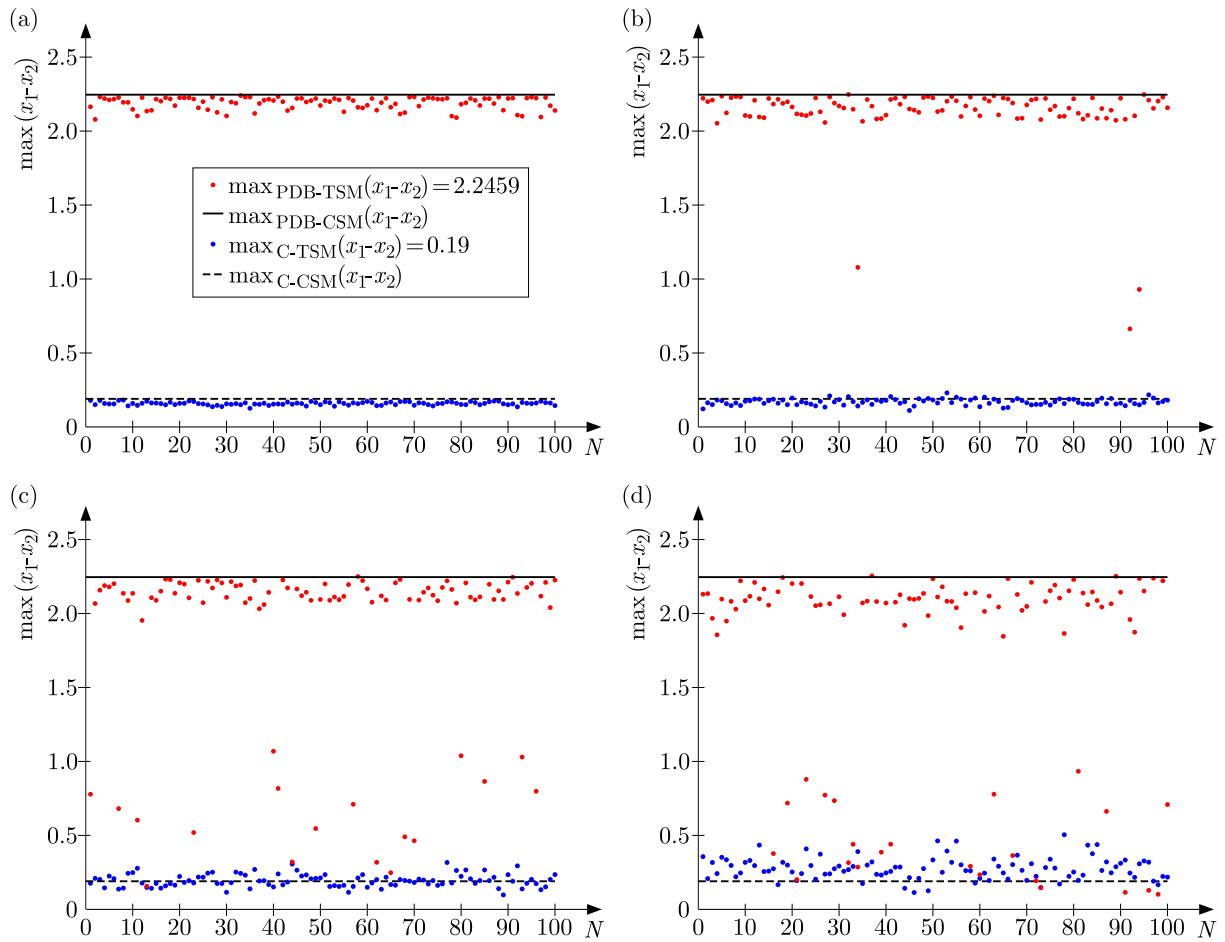 (a)
max (x₁-x₂)
2.5
2.0
1.5
1.0
0.5
0
0 10 20 30 40 50 60 70 80 90 100 N
max PDB-TSM(x₁-x₂)=2.2459
max PDB-CSM(x₁-x₂)
max C-TSM(x₁-x₂)=0.19
max C-CSM(x₁-x₂)
(b)
max (x₁-x₂)
2.5
2.0
1.5
1.0
0.5
0
0 10 20 30 40 50 60 70 80 90 100 N
(c)
max (x₁-x₂)
2.5
2.0
1.5
1.0
0.5
0
0 10 20 30 40 50 60 70 80 90 100 N
(d)
max (x₁-x₂)
2.5
2.0
1.5
1.0
0.5
0
0 10 20 30 40 50 60 70 80 90 100 N